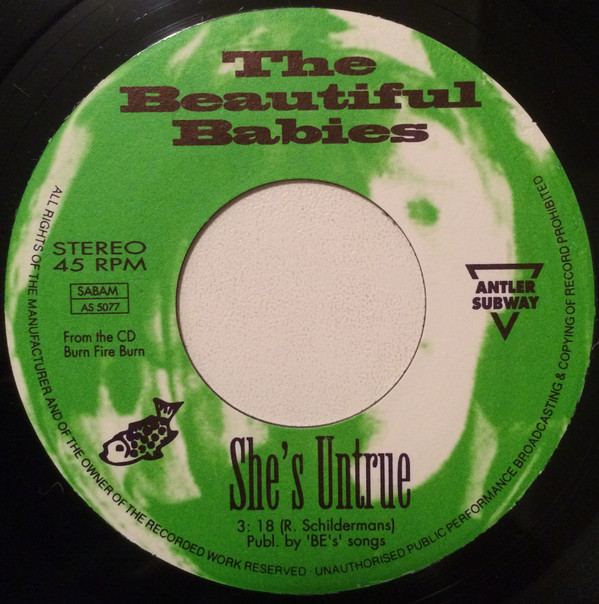 The
Beautiful
Babies
STEREO
45 RPM
SABAM
AS 5077
From the CD
Burn Fire Burn
ANTLER
SUBWAY
She's Untrue
3: 18 (R. Schildermans)
Publ. by 'BE's' songs
ALL RIGHTS OF THE MANUFACTURER AND OF THE OWNER OF THE RECORDED WORK RESERVED · UNAUTHORISED PUBLIC PERFORMANCE BROADCASTING & COPYING OF RECORD PROHIBITED